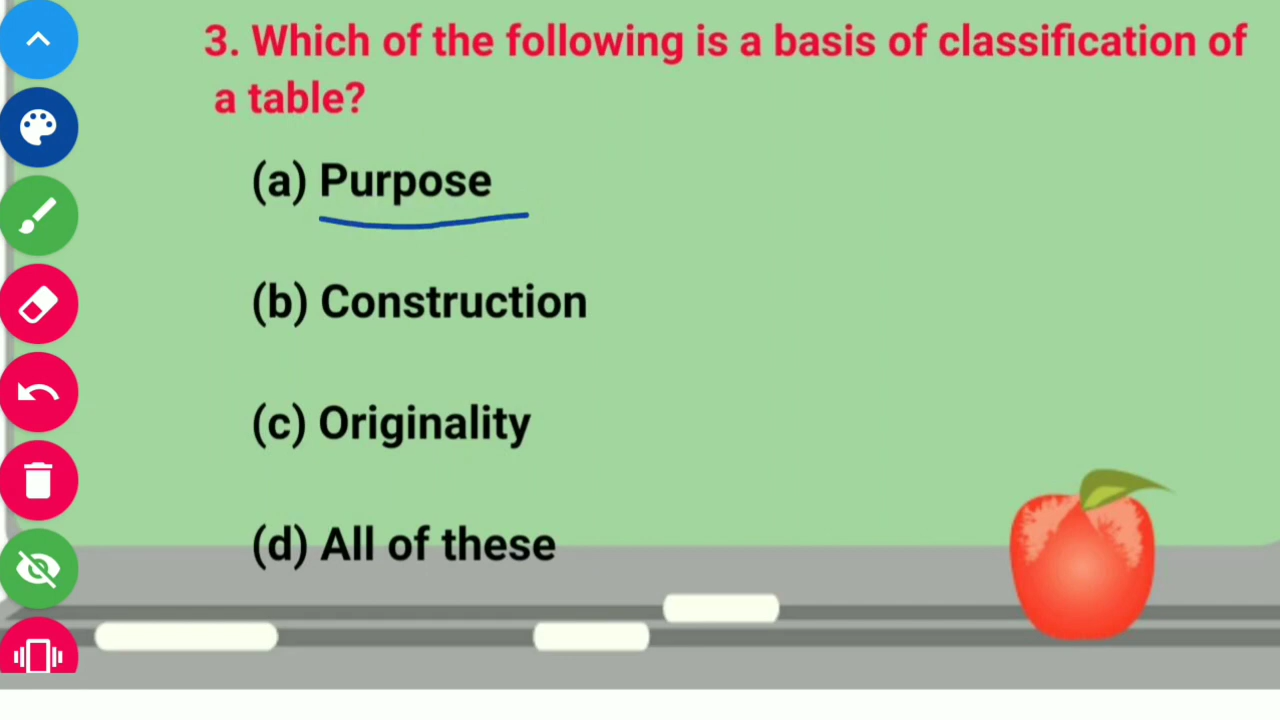 3. Which of the following is a basis of classification of
a table?
(a) Purpose
(b) Construction
(c) Originality
(d) All of these